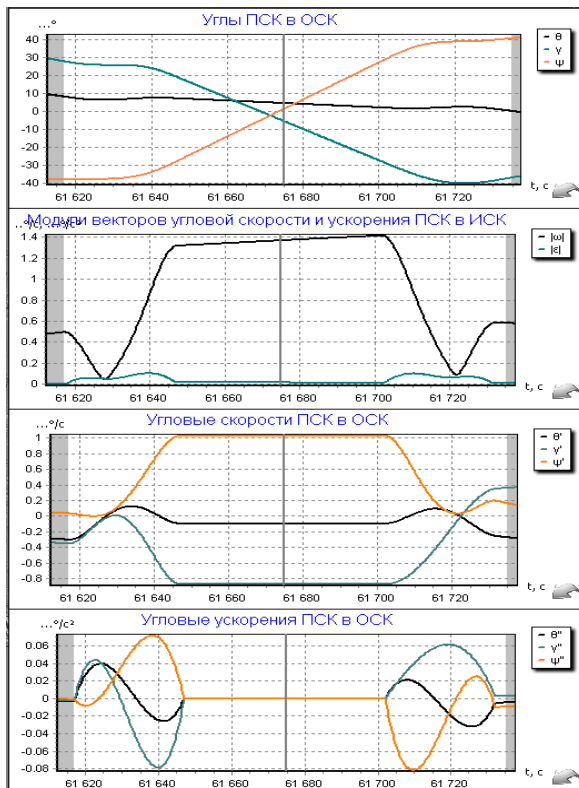 Углы ПСК в ОСК
...°
40
30
20
10
0
-10
-20
-30
-40
61 620
61 640
61 660
61 680
61 700
61 720
t, c
θ
γ
ψ
Модули векторов угловой скорости и ускорения ПСК в ИСК
1.4
1.2
1
0.8
0.6
0.4
0.2
0
61 620
61 640
61 660
61 680
61 700
61 720
t, c
|ω|
|ε|
Угловые скорости ПСК в ОСК
...°/c
1
0.8
0.6
0.4
0.2
0
-0.2
-0.4
-0.6
-0.8
61 620
61 640
61 660
61 680
61 700
61 720
t, c
θ'
γ'
ψ'
Угловые ускорения ПСК в ОСК
...°/c²
0.06
0.04
0.02
0
-0.02
-0.04
-0.06
-0.08
61 620
61 640
61 660
61 680
61 700
61 720
t, c
θ''
γ''
ψ''